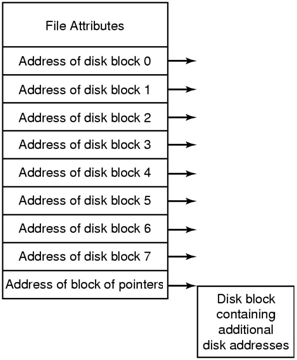 File Attributes
Address of disk block 0
Address of disk block 1
Address of disk block 2
Address of disk block 3
Address of disk block 4
Address of disk block 5
Address of disk block 6
Address of disk block 7
Address of block of pointers
Disk block
containing
additional
disk addresses